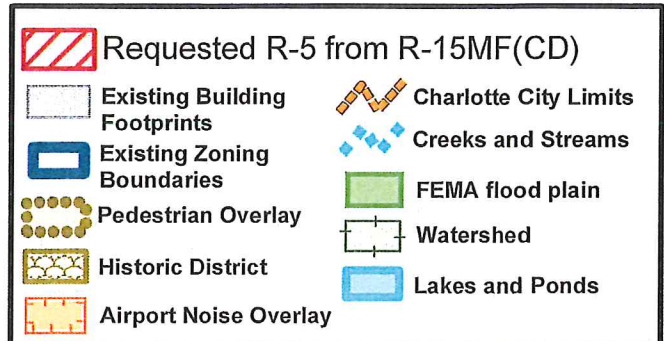 Requested R-5 from R-15MF(CD)
Existing Building
Footprints
Existing Zoning
Boundaries
Pedestrian Overlay
Historic District
Airport Noise Overlay
Charlotte City Limits
Creeks and Streams
FEMA flood plain
Watershed
Lakes and Ponds